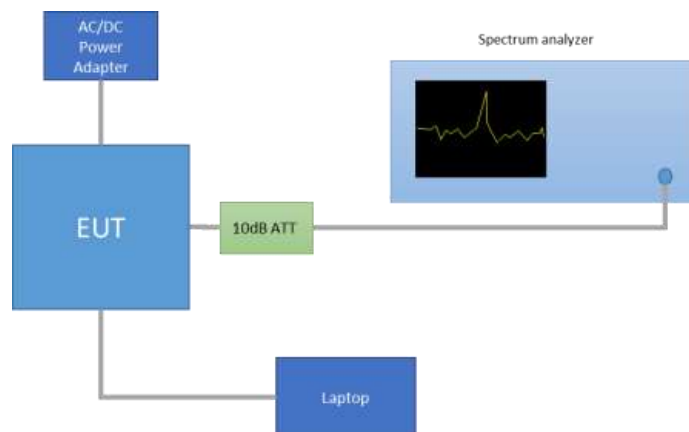 AC/DC
Power
Adapter
Spectrum analyzer
EUT
10dB ATT
Laptop